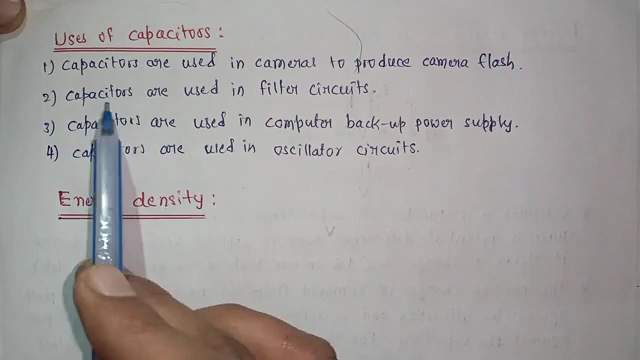 Uses of capacitors:
1) Capacitors are used in cameras to produce camera flash.
2) Capacitors are used in filter circuits.
3) are used in computer back-up power supply.
4) are used in oscillator circuits.
density: